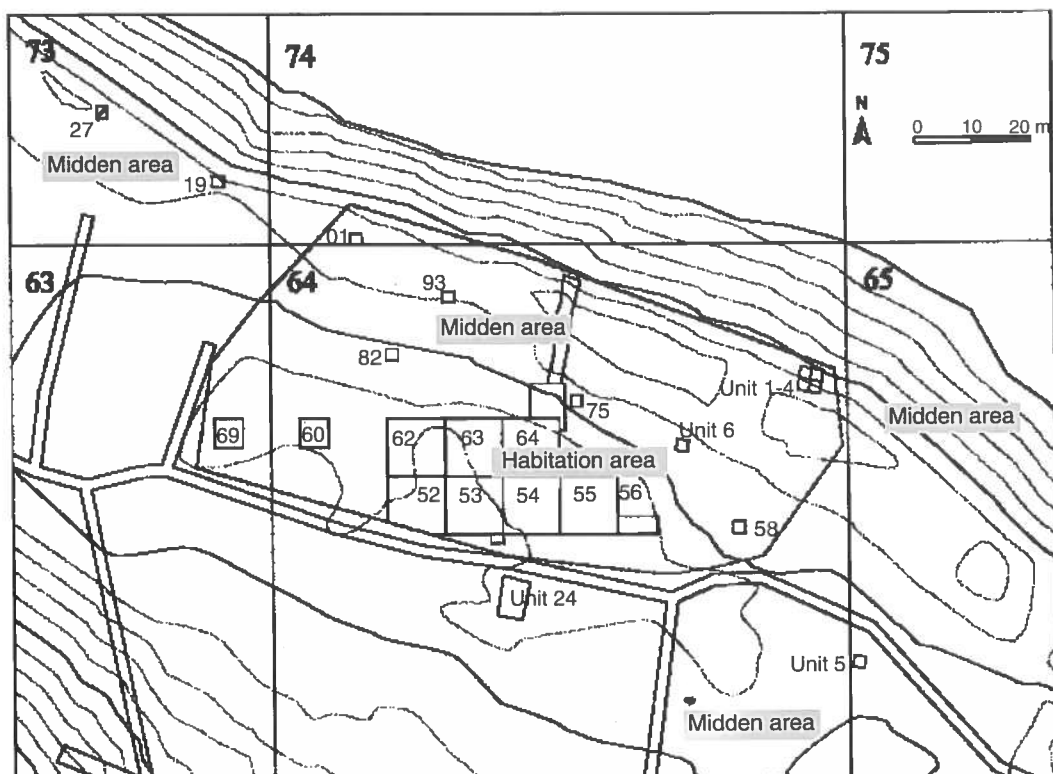 73
74
75
N
0 10 20 m
27
Midden area
19
01
63
64
65
93
Midden area
82
Unit 1-4
75
Midden area
69
60
62
63
64
Unit 6
Habitation area
52
53
54
55
56
58
Unit 24
Unit 5
Midden area